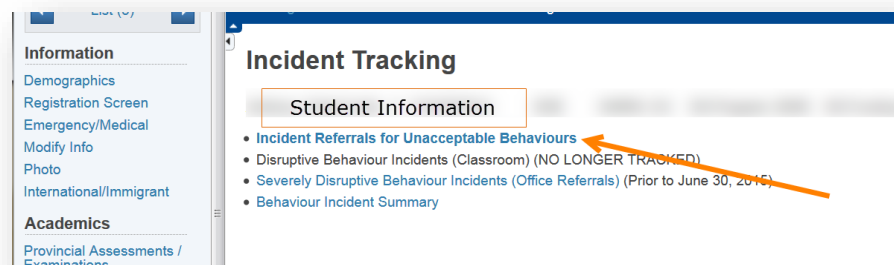 Information
Demographics
Registration Screen
Emergency/Medical
Modify Info
Photo
International/Immigrant
Academics
Provincial Assessments /
Examinations
Incident Tracking
Student Information
Incident Referrals for Unacceptable Behaviours
Disruptive Behaviour Incidents (Classroom) (NO LONGER TRACKED)
Severely Disruptive Behaviour Incidents (Office Referrals) (Prior to June 30, 2015)
Behaviour Incident Summary